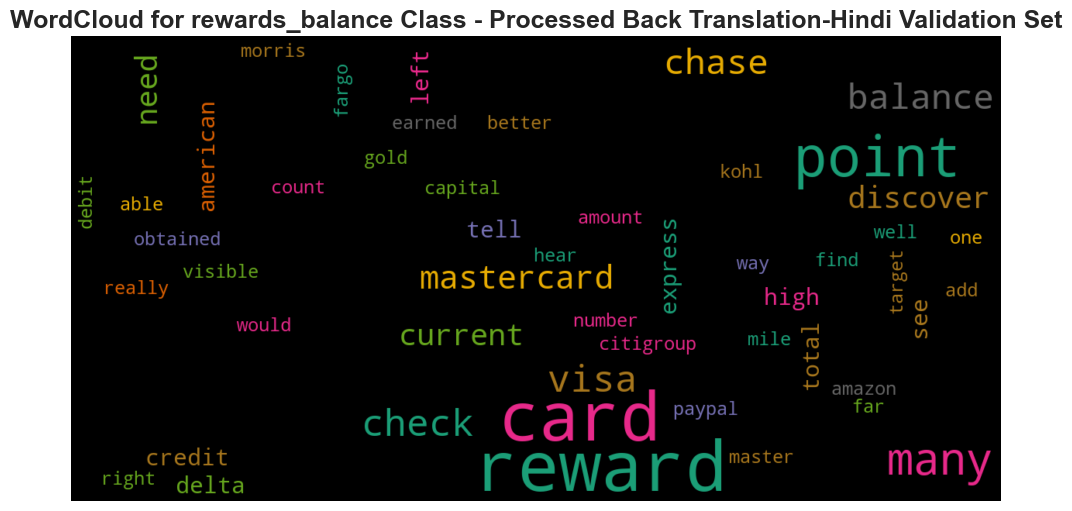 WordCloud for rewards_balance Class - Processed Back Translation-Hindi Validation Set
morris
need
fargo
left
chase
balance
american
earned
better
point
gold
kohl
debit
able
count
capital
discover
obtained
tell
amount
express
well
one
visible
hear
way
find
target
really
mastercard
high
see
add
would
current
number
citigroup
mile
total
visa
amazon
far
check
card
paypal
credit
right
delta
reward
master
many